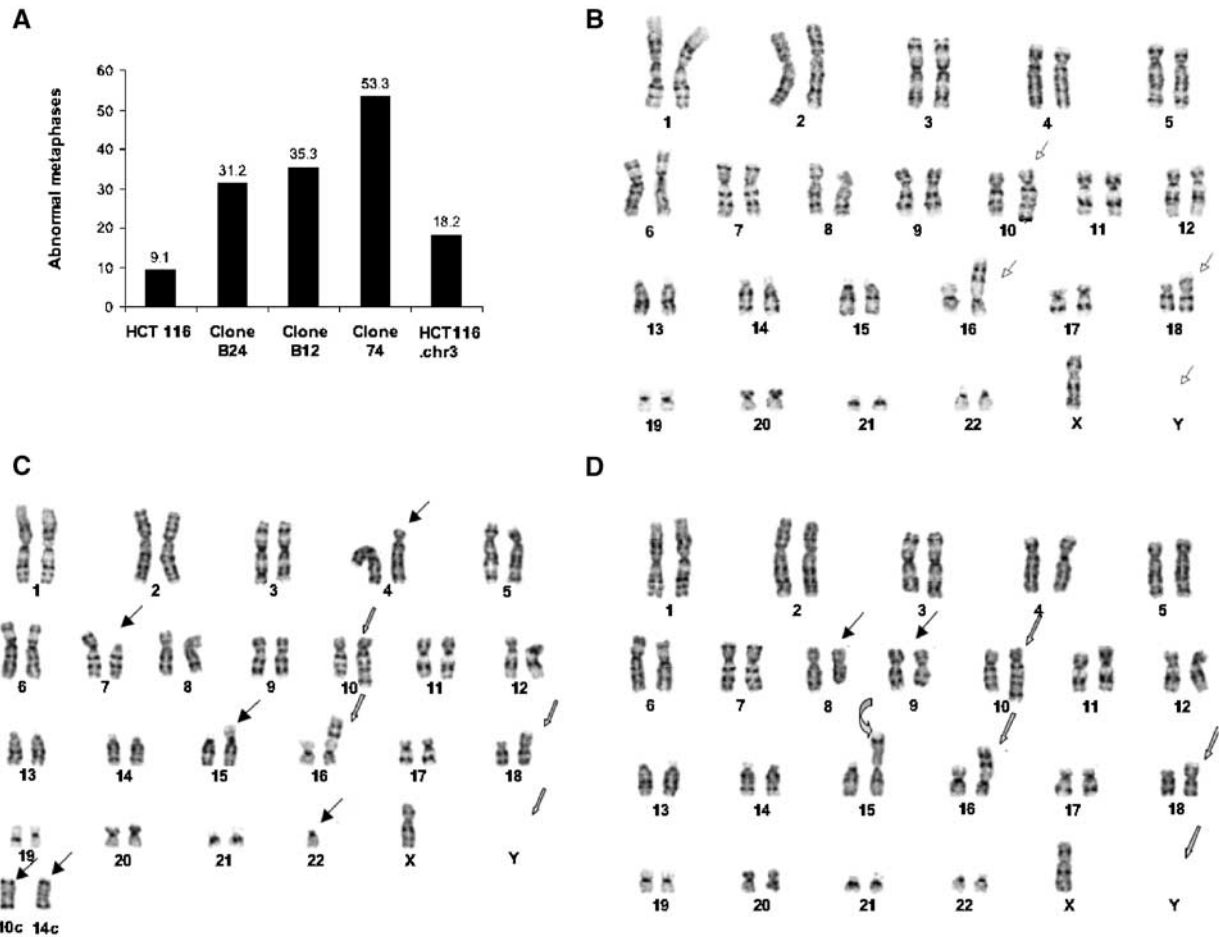 A
Abnormal metaphases
60
50
40
30
20
10
0
9.1
31.2
35.3
53.3
18.2
HCT 116
Clone B24
Clone B12
Clone 74
HCT116 .chr3
B
1 2 3 4 5
6 7 8 9 10 11 12
13 14 15 16 17 18
19 20 21 22 X Y
C
1 2 3 4 5
6 7 8 9 10 11 12
13 14 15 16 17 18
19 20 21 22 X Y
10c 14c
D
1 2 3 4 5
6 7 8 9 10 11 12
13 14 15 16 17 18
19 20 21 22 X Y